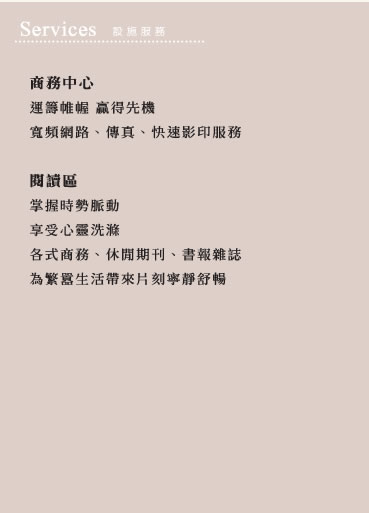 Services 設施服務
商務中心
運籌帷幄 贏得先機
寬頻網路、傳真、快速影印服務
閱讀區
掌握時勢脈動
享受心靈洗滌
各式商務、休閒期刊、書報雜誌
為繁囂生活帶來片刻寧靜舒暢